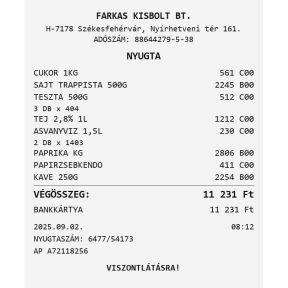 FARKAS KISBOLT BT.
H-7178 Székesfehérvár, Nyírhetveni tér 161.
ADÓSZÁM: 88644279-5-38
NYUGTA
CUKOR 1KG 561 C00
SAJT TRAPPISTA 500G 2245 B00
TESZTA 500G 512 C00
3 DB x 404
TEJ 2,8% 1L 1212 C00
ASVANYVIZ 1,5L 230 C00
2 DB x 1403
PAPRIKA KG 2806 B00
PAPIRZSEBKENDO 411 C00
KAVE 250G 2254 B00
VÉGÖSSZEG: 11 231 Ft
BANKKÁRTYA 11 231 Ft
2025.09.02. 08:12
NYUGTASZÁM: 6477/54173
AP A72118256
VISZONTLÁTÁSRA!